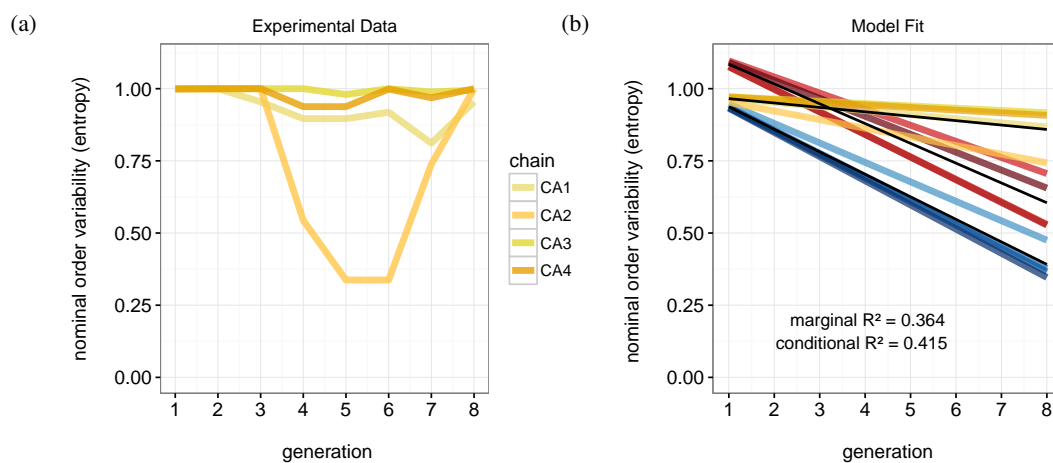 (a)
Experimental Data
nominal order variability (entropy)
1.00
0.75
0.50
0.25
0.00
1 2 3 4 5 6 7 8
generation
chain
CA1
CA2
CA3
CA4
(b)
Model Fit
nominal order variability (entropy)
1.00
0.75
0.50
0.25
0.00
marginal R² = 0.364
conditional R² = 0.415
1 2 3 4 5 6 7 8
generation